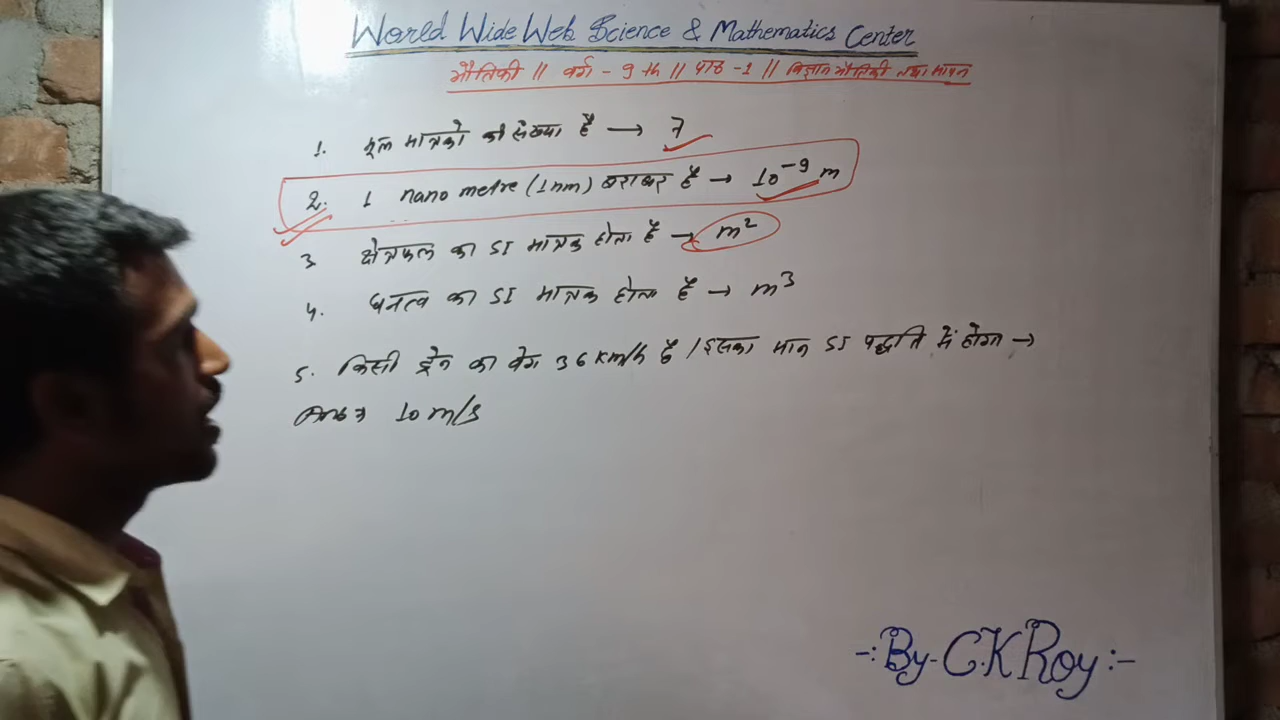 World Wide Web Science & Mathematics Center
भौतिकी || वर्ग - 9 th || पाठ -1 || विज्ञान भौतिकी तथा मापन
1. मूल मात्रकों की संख्या है → 7
2. 1 nano metre (1nm) बराबर है → 10⁻⁹ m
3 क्षेत्रफल का SI मात्रक होता है → m²
4. घनत्व का SI मात्रक होता है → m³
5. किसी ट्रेन का वेग 36 km/h है / इसका मान SI पद्धति में होगा →
Ans → 10 m/s
-: By- C.K Roy :-